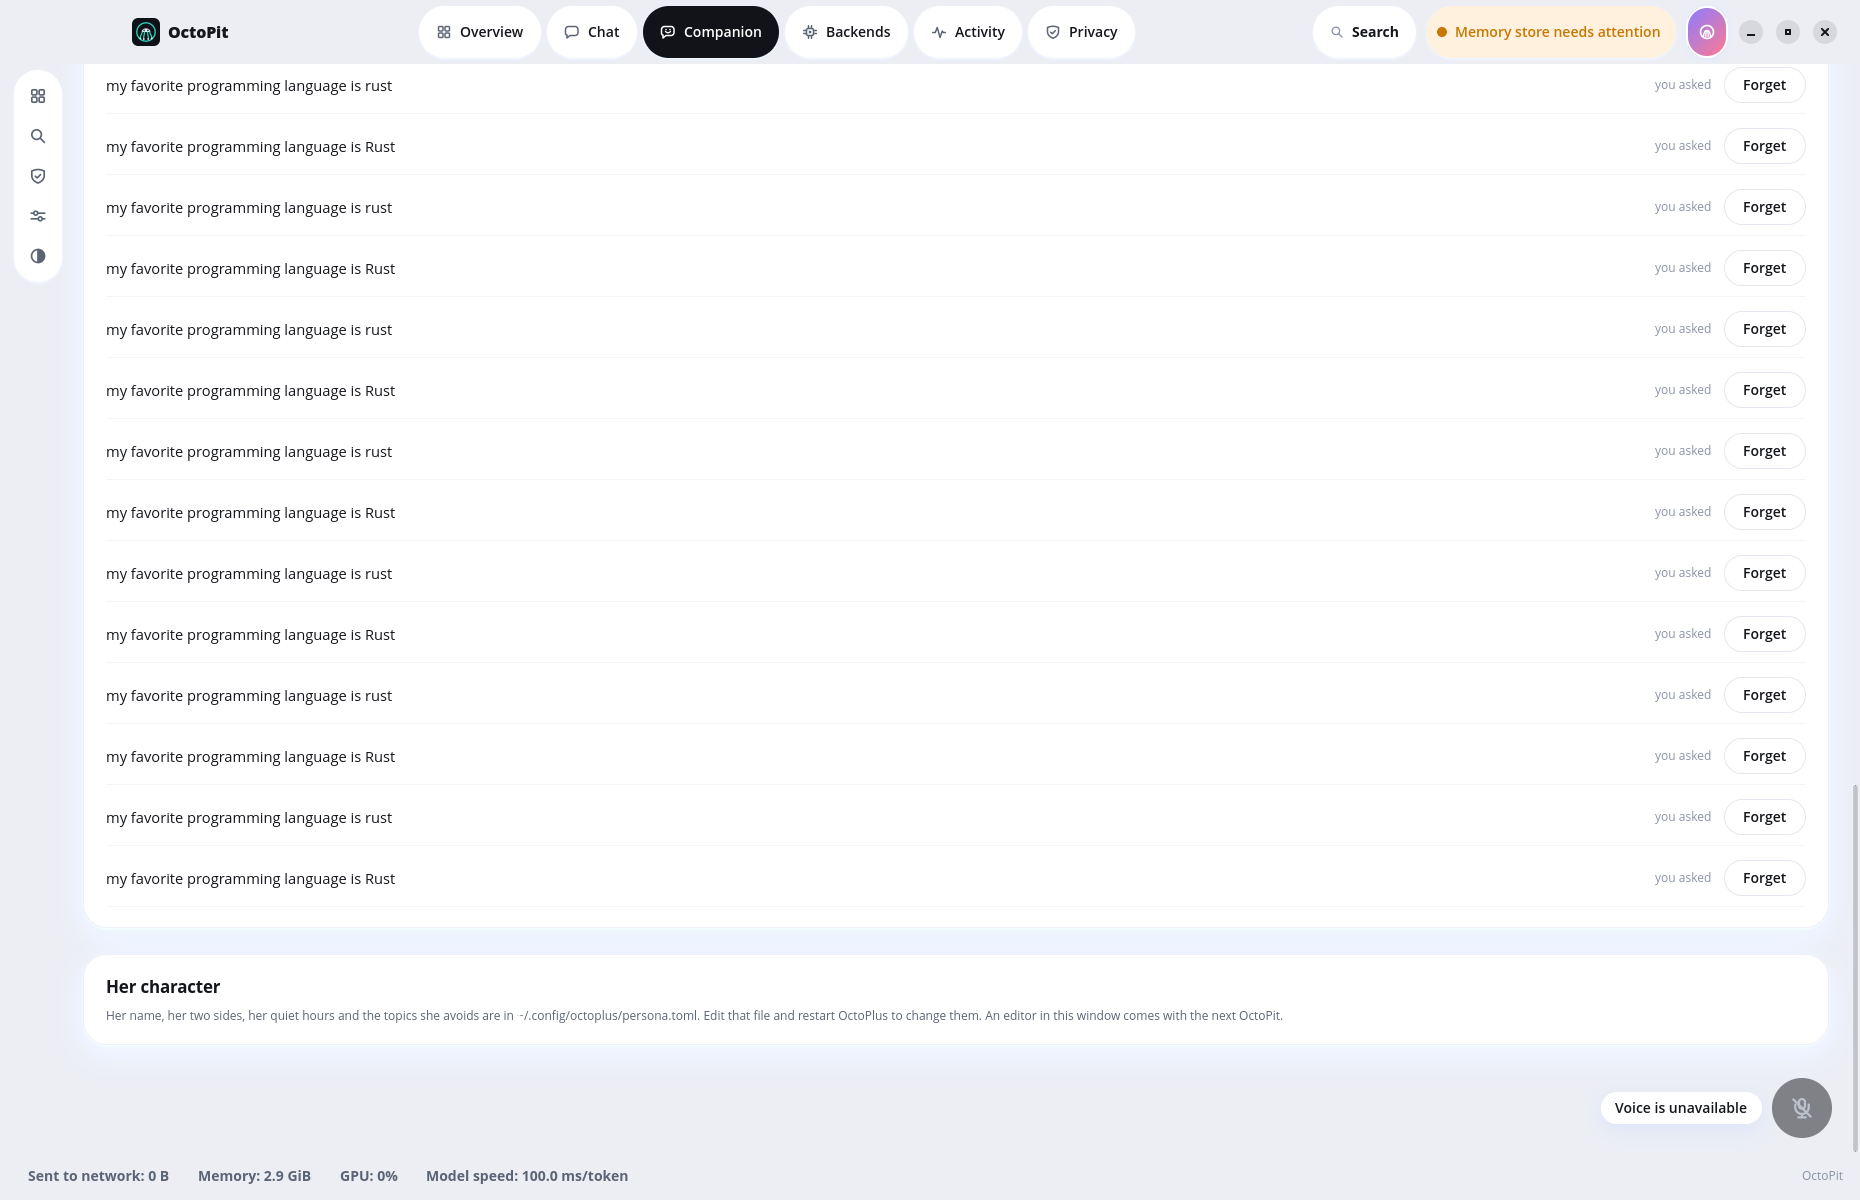 OctoPit
Overview
Chat
Companion
Backends
Activity
Privacy
Search
Memory store needs attention
my favorite programming language is rust you asked Forget
my favorite programming language is Rust you asked Forget
my favorite programming language is rust you asked Forget
my favorite programming language is Rust you asked Forget
my favorite programming language is rust you asked Forget
my favorite programming language is Rust you asked Forget
my favorite programming language is rust you asked Forget
my favorite programming language is Rust you asked Forget
my favorite programming language is rust you asked Forget
my favorite programming language is Rust you asked Forget
my favorite programming language is rust you asked Forget
my favorite programming language is Rust you asked Forget
my favorite programming language is rust you asked Forget
my favorite programming language is Rust you asked Forget
Her character
Her name, her two sides, her quiet hours and the topics she avoids are in ~/.config/octoplus/persona.toml. Edit that file and restart OctoPlus to change them. An editor in this window comes with the next OctoPit.
Voice is unavailable
Sent to network: 0 B
Memory: 2.9 GiB
GPU: 0%
Model speed: 100.0 ms/token
OctoPit